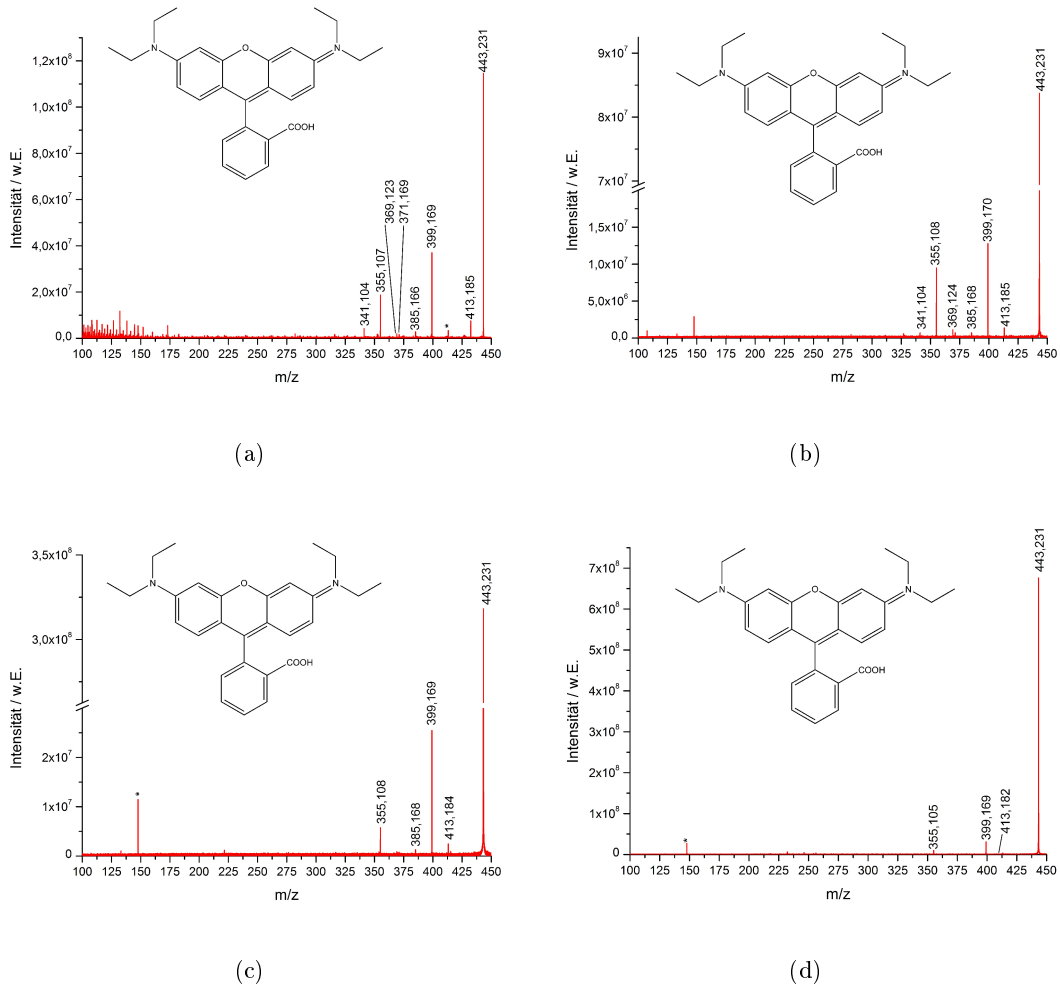 N
O
N
COOH
Intensität / w.E.
1,2x10⁸
1,0x10⁸
8,0x10⁷
6,0x10⁷
4,0x10⁷
2,0x10⁷
0,0
341,104
355,107
369,123
371,169
385,166
399,169
*
413,185
443,231
100 125 150 175 200 225 250 275 300 325 350 375 400 425 450
m/z
(a)
N
O
N
COOH
Intensität / w.E.
9x10⁷
8x10⁷
7x10⁷
1,5x10⁷
1,0x10⁷
5,0x10⁶
0,0
341,104
355,108
369,124
385,168
399,170
413,185
443,231
100 125 150 175 200 225 250 275 300 325 350 375 400 425 450
m/z
(b)
N
O
N
COOH
Intensität / w.E.
3,5x10⁸
3,0x10⁸
2x10⁷
1x10⁷
0
*
355,108
385,168
399,169
413,184
443,231
100 125 150 175 200 225 250 275 300 325 350 375 400 425 450
m/z
(c)
N
O
N
COOH
Intensität / w.E.
7x10⁸
6x10⁸
5x10⁸
4x10⁸
3x10⁸
2x10⁸
1x10⁸
0
*
355,105
399,169
413,182
443,231
100 125 150 175 200 225 250 275 300 325 350 375 400 425 450
m/z
(d)